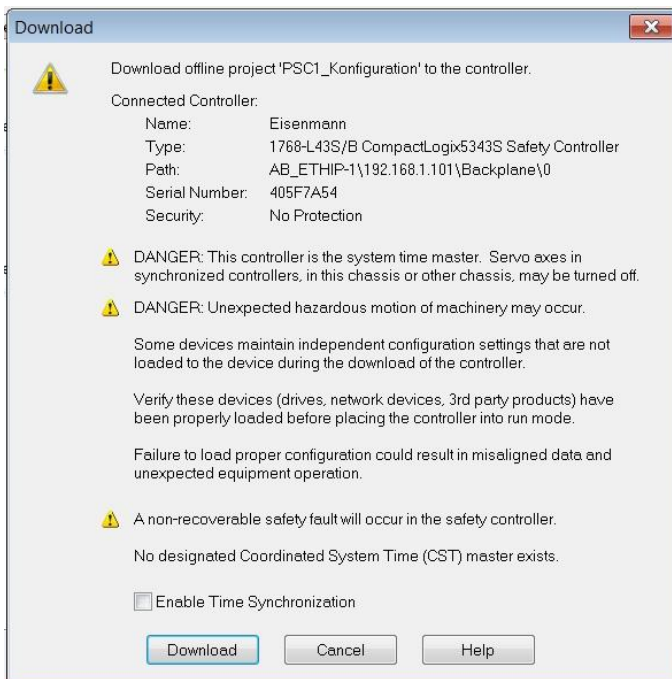 Download
Download offline project 'PSC1_Konfiguration' to the controller.
Connected Controller:
Name: Eisenmann
Type: 1768-L43S/B CompactLogix5343S Safety Controller
Path: AB_ETHIP-1\192.168.1.101\Backplane\0
Serial Number: 405F7A54
Security: No Protection
DANGER: This controller is the system time master. Servo axes in
synchronized controllers, in this chassis or other chassis, may be turned off.
DANGER: Unexpected hazardous motion of machinery may occur.
Some devices maintain independent configuration settings that are not
loaded to the device during the download of the controller.
Verify these devices (drives, network devices, 3rd party products) have
been properly loaded before placing the controller into run mode.
Failure to load proper configuration could result in misaligned data and
unexpected equipment operation.
A non-recoverable safety fault will occur in the safety controller.
No designated Coordinated System Time (CST) master exists.
Enable Time Synchronization
Download Cancel Help